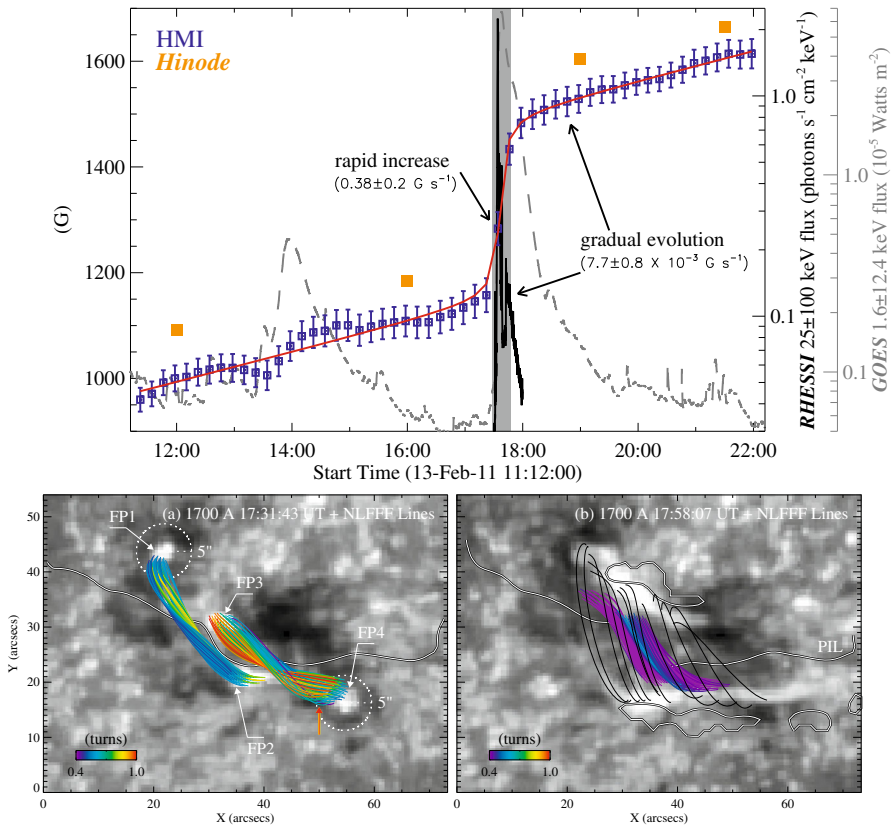 HMI
Hinode
1600
1400
1200
1000
(G)
rapid increase
(0.38±0.2 G s⁻¹)
gradual evolution
(7.7±0.8 X 10⁻³ G s⁻¹)
1.0
0.1
RHESSI 25±100 keV flux (photons s⁻¹ cm⁻² keV⁻¹)
1.0
0.1
GOES 1.6±12.4 keV flux (10⁻⁵ Watts m⁻²)
12:00 14:00 16:00 18:00 20:00 22:00
Start Time (13-Feb-11 11:12:00)
(a) 1700 A 17:31:43 UT + NLFFF Lines
FP1
5"
FP3
FP4
5"
FP2
(turns)
0.4 1.0
50
40
30
20
10
0
Y (arcsecs)
0 20 40 60
X (arcsecs)
(b) 1700 A 17:58:07 UT + NLFFF Lines
PIL
(turns)
0.4 1.0
0 20 40 60
X (arcsecs)